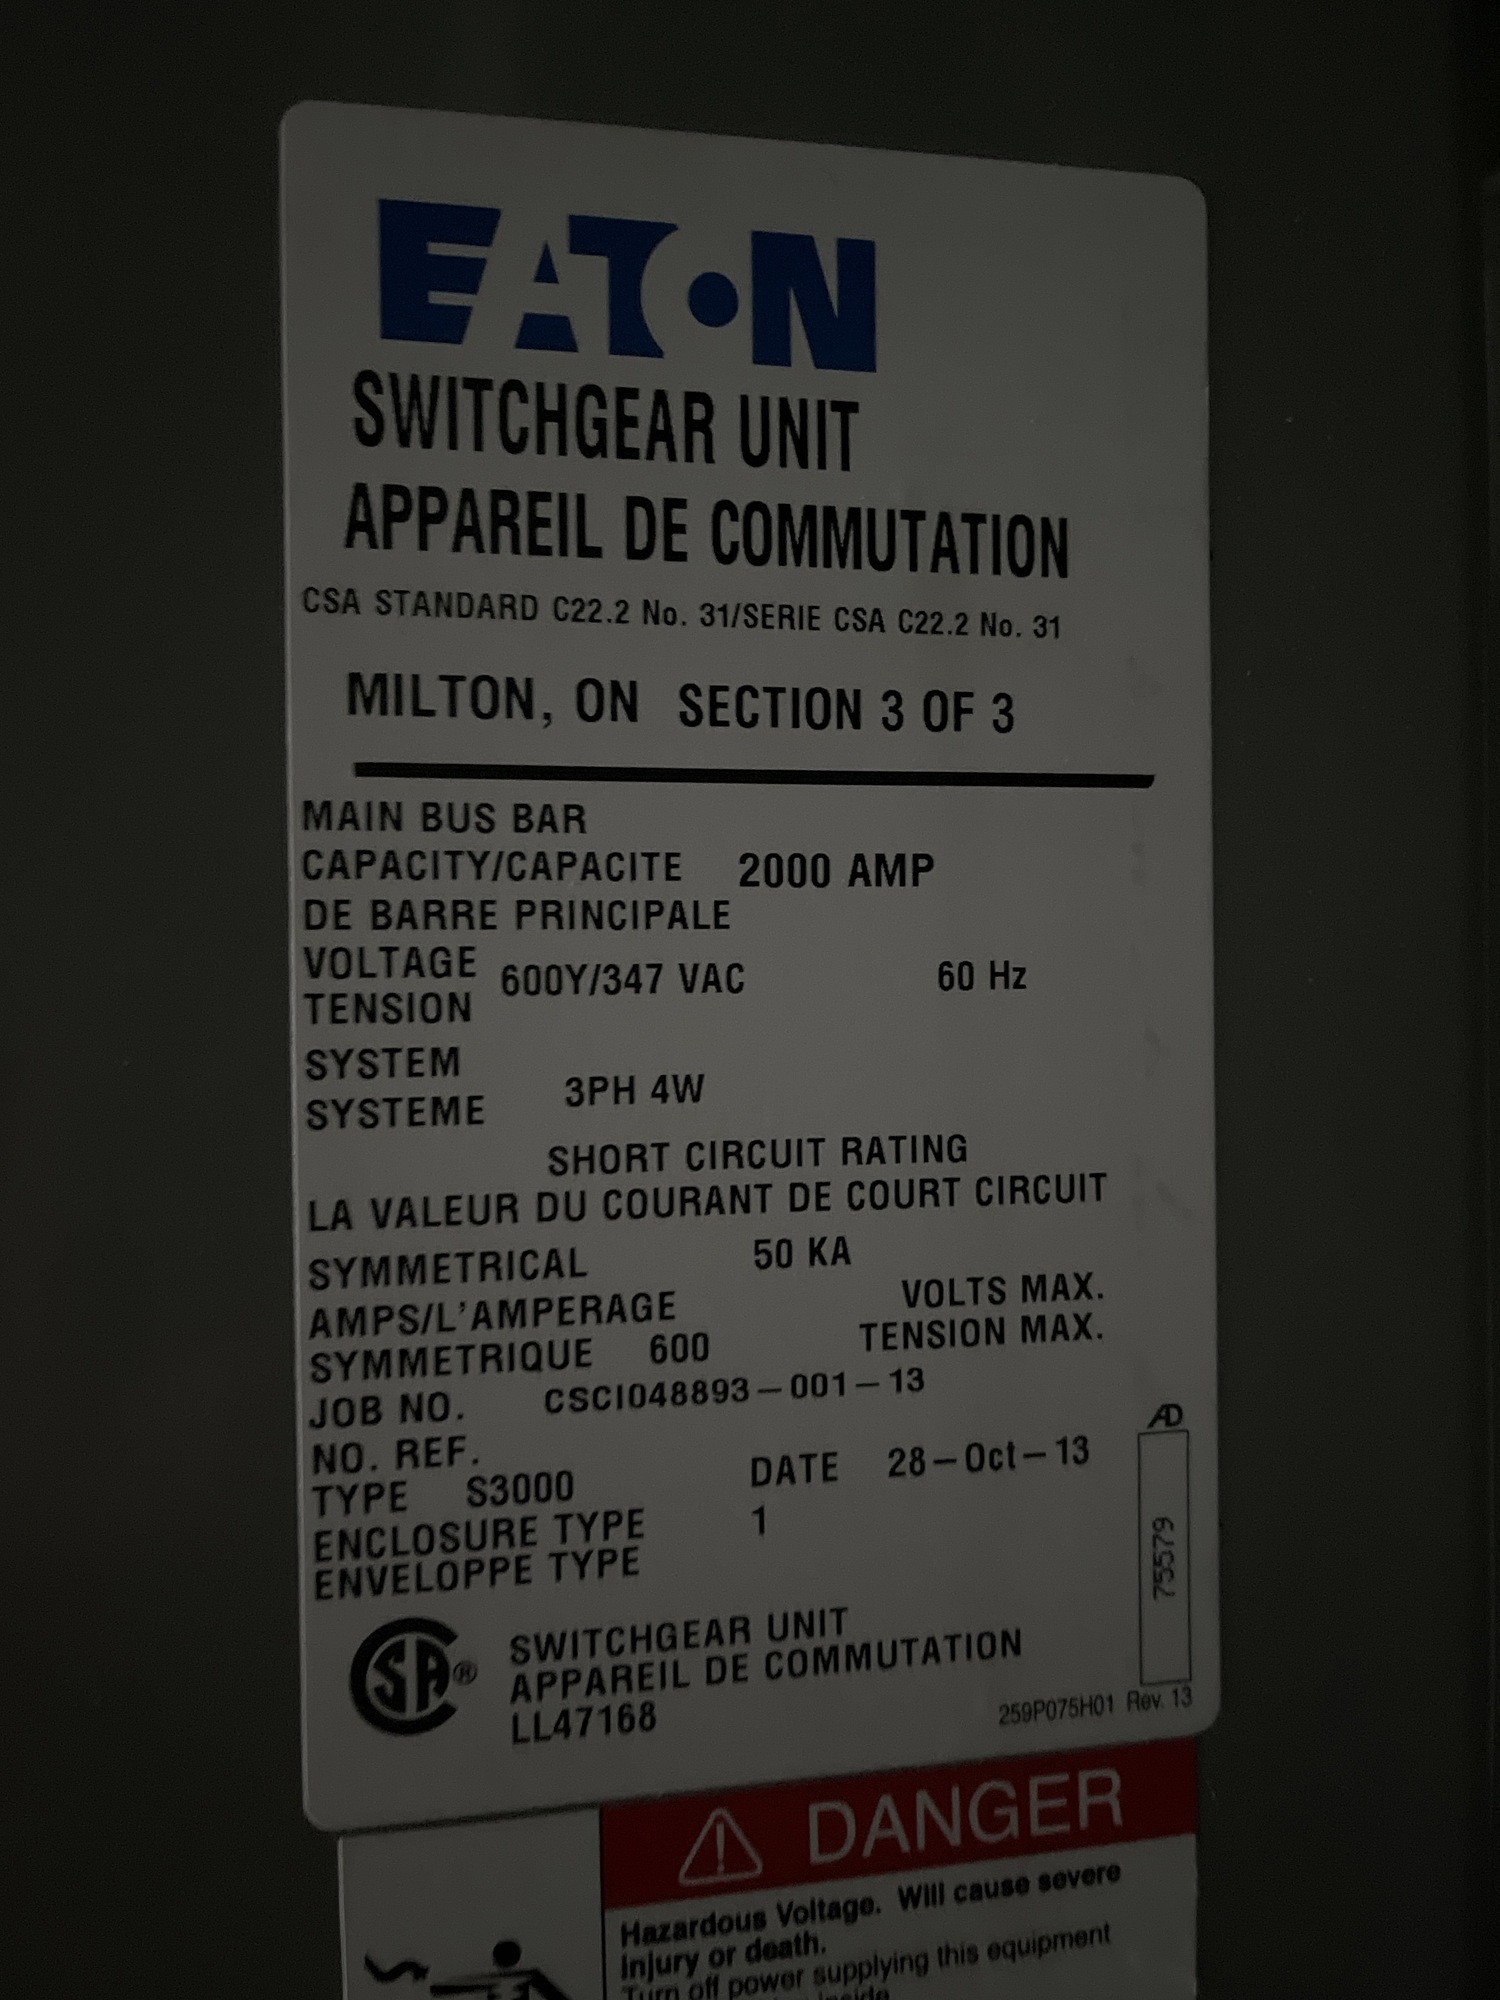 EATON
SWITCHGEAR UNIT
APPAREIL DE COMMUTATION
CSA STANDARD C22.2 No. 31/SERIE CSA C22.2 No. 31
MILTON, ON SECTION 3 OF 3
MAIN BUS BAR
CAPACITY/CAPACITE 2000 AMP
DE BARRE PRINCIPALE
VOLTAGE 600Y/347 VAC 60 Hz
TENSION
SYSTEM
SYSTEME 3PH 4W
SHORT CIRCUIT RATING
LA VALEUR DU COURANT DE COURT CIRCUIT
SYMMETRICAL 50 KA
AMPS/L'AMPERAGE VOLTS MAX.
SYMMETRIQUE 600 TENSION MAX.
JOB NO. CSCI048893-001-13
NO. REF.
TYPE S3000 DATE 28-Oct-13
ENCLOSURE TYPE 1
ENVELOPPE TYPE
AD
75579
CSA ®
SWITCHGEAR UNIT
APPAREIL DE COMMUTATION
LL47168
259P075H01 Rev. 13
DANGER
Hazardous Voltage. Will cause severe
injury or death.
Turn off power supplying this equipment
inside